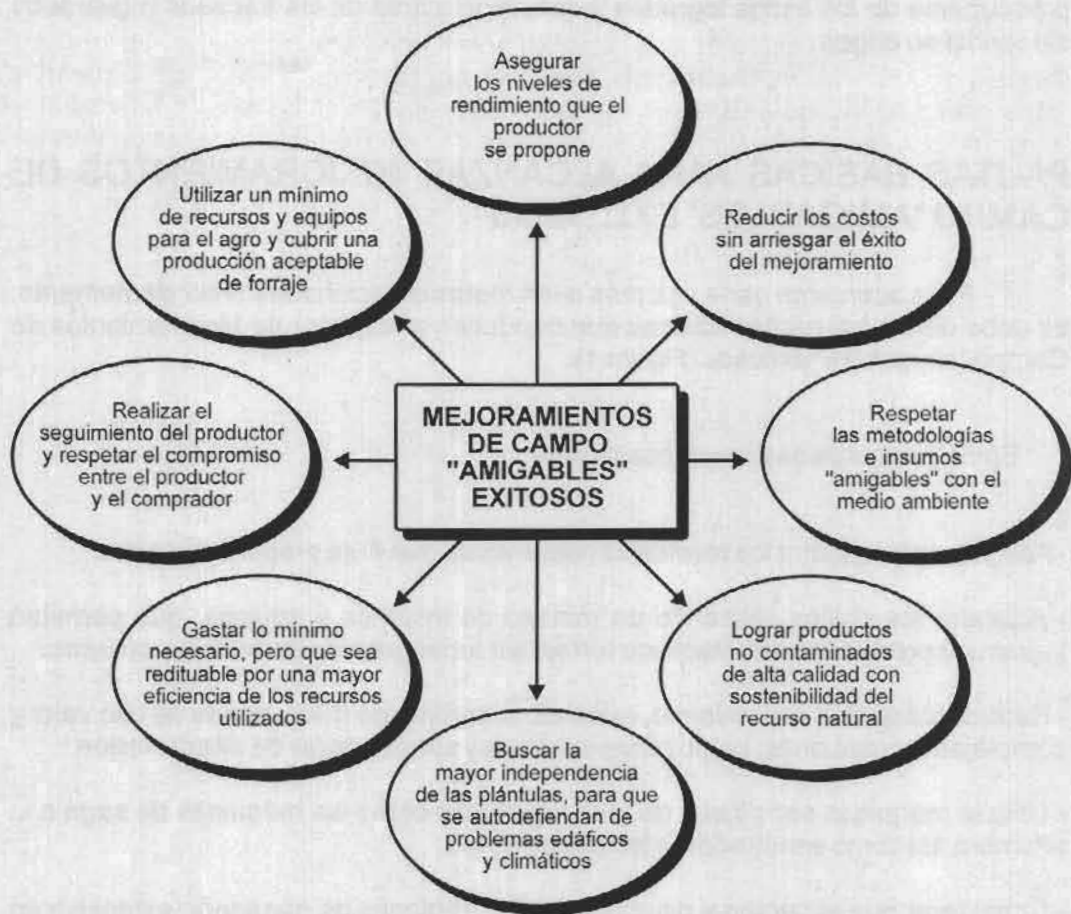 Asegurar
los niveles de
rendimiento que el
productor
se propone
Utilizar un mínimo
de recursos y equipos
para el agro y cubrir una
producción aceptable
de forraje
Reducir los costos
sin arriesgar el éxito
del mejoramiento
Realizar el
seguimiento del productor
y respetar el compromiso
entre el productor
y el comprador
MEJORAMIENTOS
DE CAMPO
"AMIGABLES"
EXITOSOS
Respetar
las metodologías
e insumos
"amigables" con el
medio ambiente
Gastar lo mínimo
necesario, pero que sea
redituable por una mayor
eficiencia de los recursos
utilizados
Lograr productos
no contaminados
de alta calidad con
sostenibilidad del
recurso natural
Buscar la
mayor independencia
de las plántulas, para que
se autodefiendan de
problemas edáficos
y climáticos